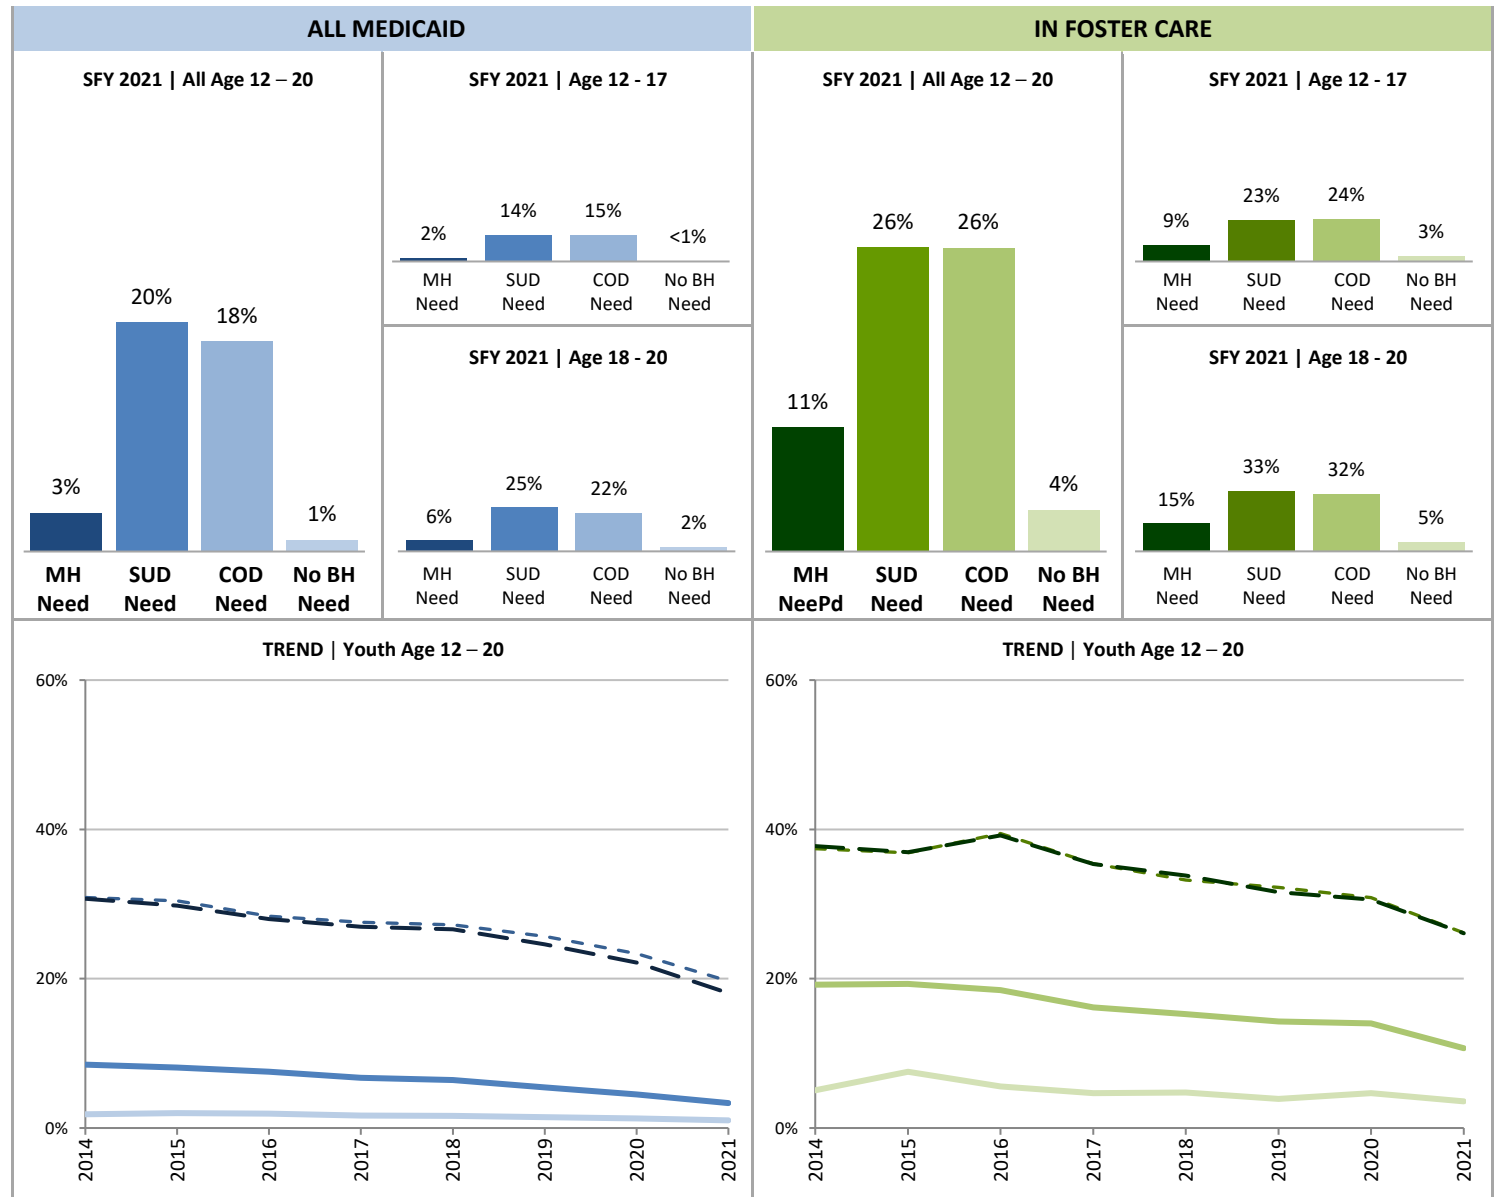 ALL MEDICAID
SFY 2021 | All Age 12 – 20
20%
18%
3%
1%
MH Need
SUD Need
COD Need
No BH Need
SFY 2021 | Age 12 - 17
2%
14%
15%
<1%
MH Need
SUD Need
COD Need
No BH Need
SFY 2021 | Age 18 - 20
6%
25%
22%
2%
MH Need
SUD Need
COD Need
No BH Need
TREND | Youth Age 12 – 20
60%
40%
20%
0%
2014
2015
2016
2017
2018
2019
2020
2021
IN FOSTER CARE
SFY 2021 | All Age 12 – 20
11%
26%
26%
4%
MH NeePd
SUD Need
COD Need
No BH Need
SFY 2021 | Age 12 - 17
9%
23%
24%
3%
MH Need
SUD Need
COD Need
No BH Need
SFY 2021 | Age 18 - 20
15%
33%
32%
5%
MH Need
SUD Need
COD Need
No BH Need
TREND | Youth Age 12 – 20
60%
40%
20%
0%
2014
2015
2016
2017
2018
2019
2020
2021